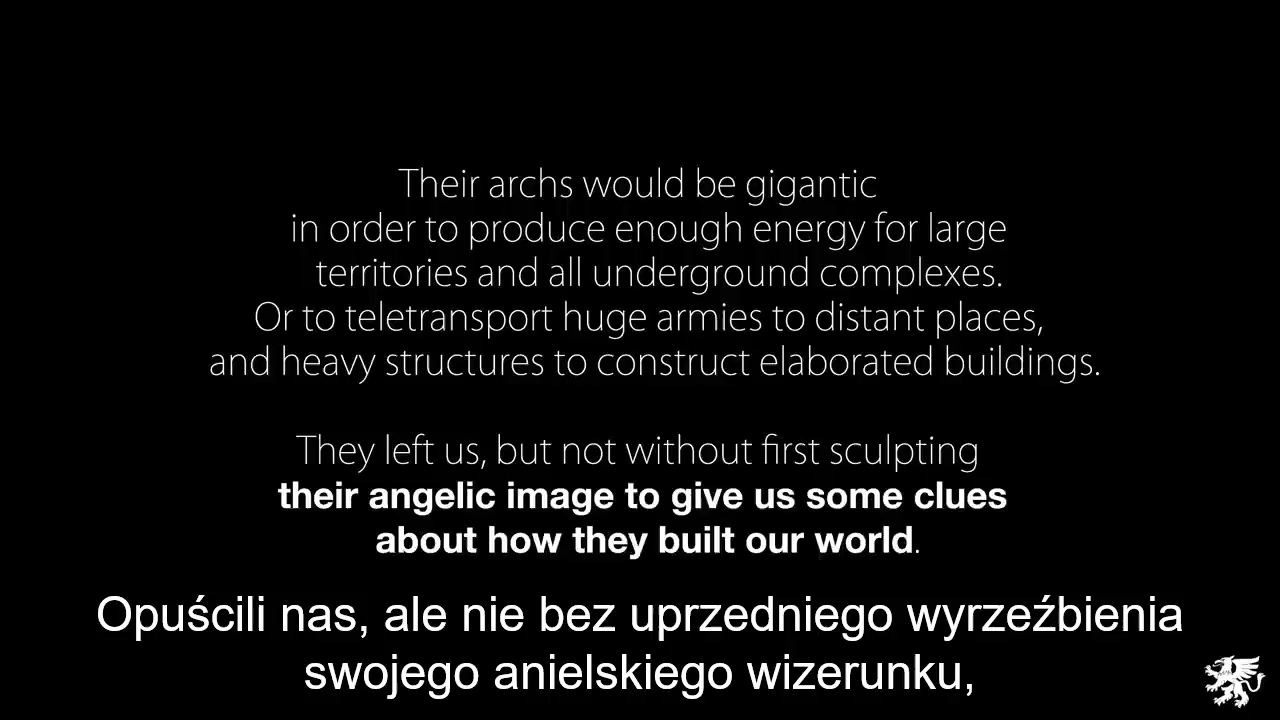 Their archs would be gigantic
in order to produce enough energy for large
territories and all underground complexes.
Or to teletransport huge armies to distant places,
and heavy structures to construct elaborated buildings.
They left us, but not without first sculpting
their angelic image to give us some clues
about how they built our world.
Opuścili nas, ale nie bez uprzedniego wyrzeźbienia
swojego anielskiego wizerunku,